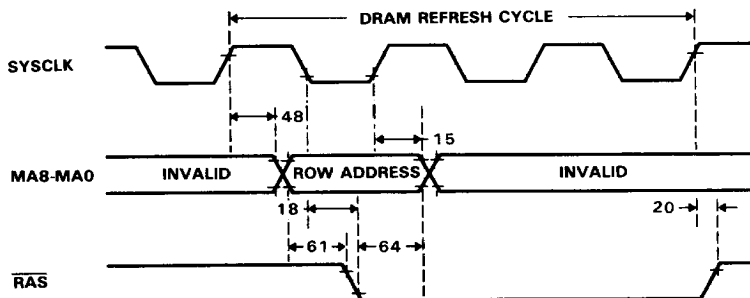 DRAM REFRESH CYCLE
SYSCLK
48
15
MA8-MA0
INVALID
ROW ADDRESS
INVALID
18
20
61
64
RAS